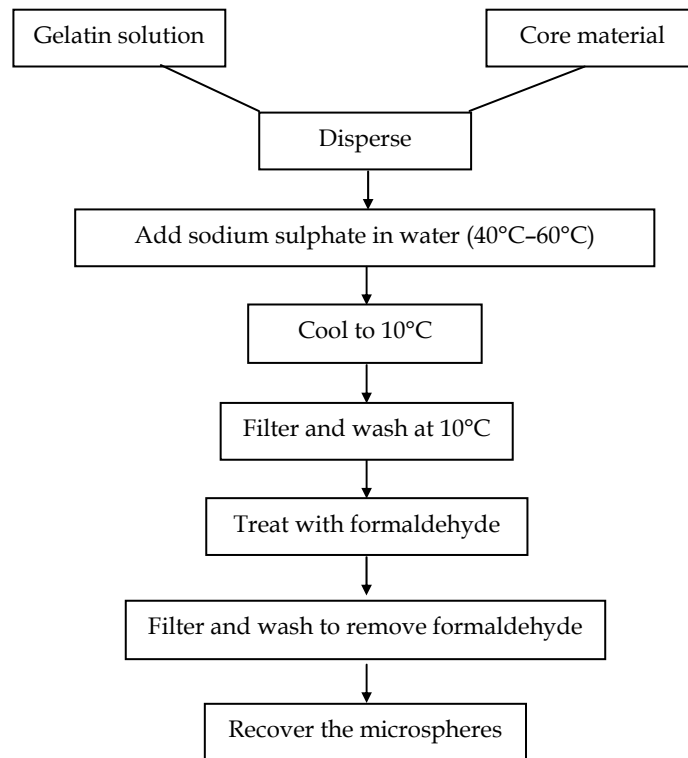 Gelatin solution
Core material
Disperse
Add sodium sulphate in water (40°C–60°C)
Cool to 10°C
Filter and wash at 10°C
Treat with formaldehyde
Filter and wash to remove formaldehyde
Recover the microspheres